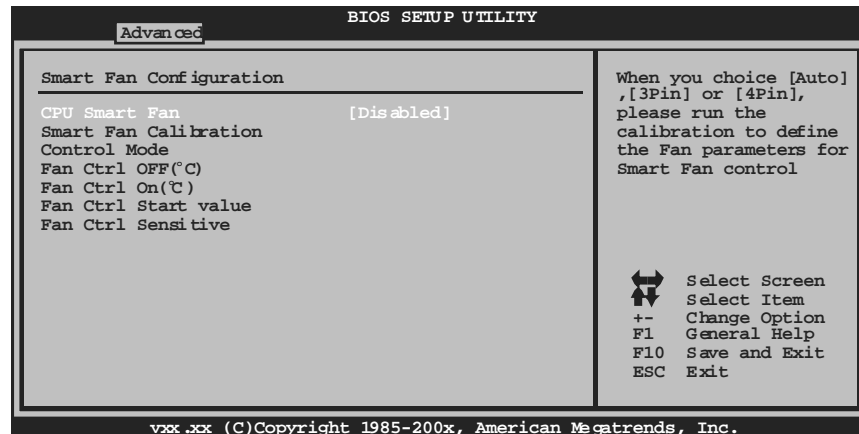 BIOS SETUP UTILITY
Advanced
Smart Fan Configuration
CPU Smart Fan [Disabled]
Smart Fan Calibration
Control Mode
Fan Ctrl OFF(°C)
Fan Ctrl On(°C)
Fan Ctrl Start value
Fan Ctrl Sensitive
When you choice [Auto]
,[3Pin] or [4Pin],
please run the
calibration to define
the Fan parameters for
Smart Fan control
Select Screen
Select Item
+- Change Option
F1 General Help
F10 Save and Exit
ESC Exit
vxx.xx (C)Copyright 1985-200x, American Megatrends, Inc.